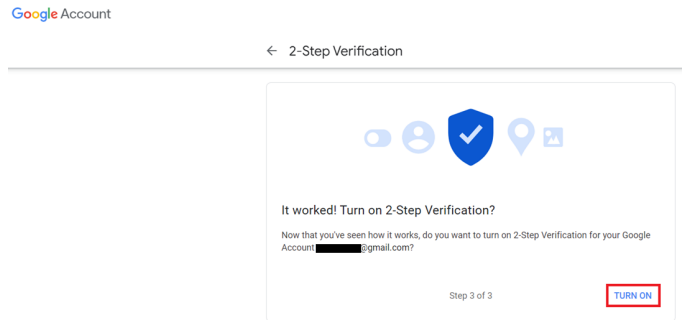 Google Account
2-Step Verification
It worked! Turn on 2-Step Verification?
Now that you've seen how it works, do you want to turn on 2-Step Verification for your Google
Account @gmail.com?
Step 3 of 3
TURN ON